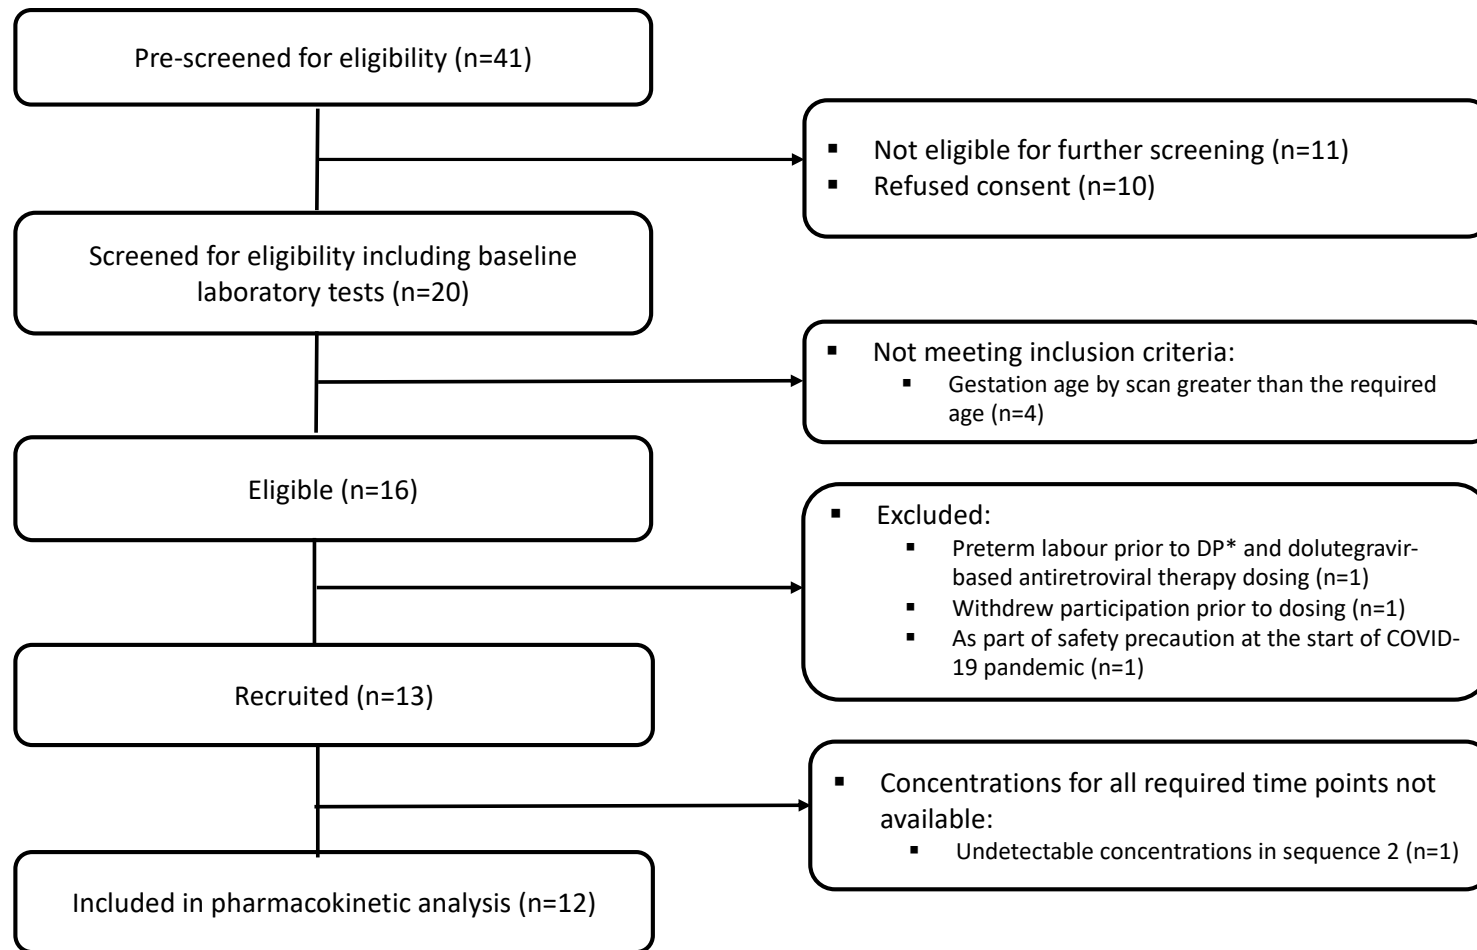 Pre-screened for eligibility (n=41)
▪ Not eligible for further screening (n=11)
▪ Refused consent (n=10)
Screened for eligibility including baseline
laboratory tests (n=20)
▪ Not meeting inclusion criteria:
▪ Gestation age by scan greater than the required
age (n=4)
Eligible (n=16)
▪ Excluded:
▪ Preterm labour prior to DP* and dolutegravir-
based antiretroviral therapy dosing (n=1)
▪ Withdrew participation prior to dosing (n=1)
▪ As part of safety precaution at the start of COVID-
19 pandemic (n=1)
Recruited (n=13)
▪ Concentrations for all required time points not
available:
▪ Undetectable concentrations in sequence 2 (n=1)
Included in pharmacokinetic analysis (n=12)